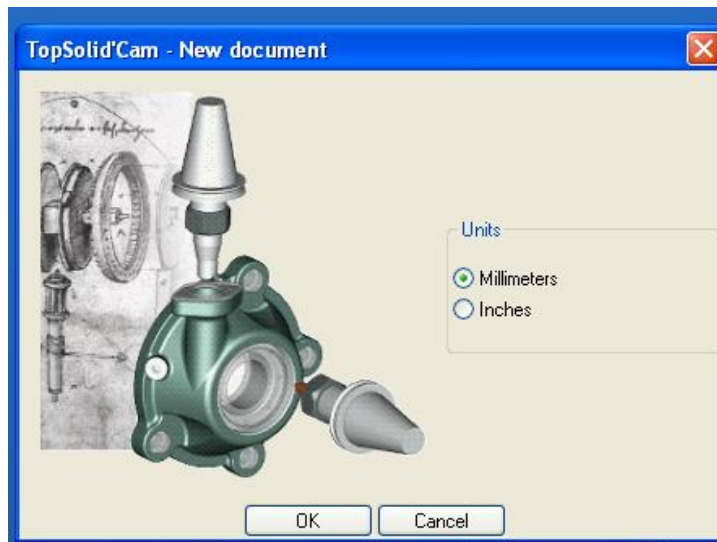 TopSolid'Cam - New document
Units
Millimeters
Inches
OK
Cancel